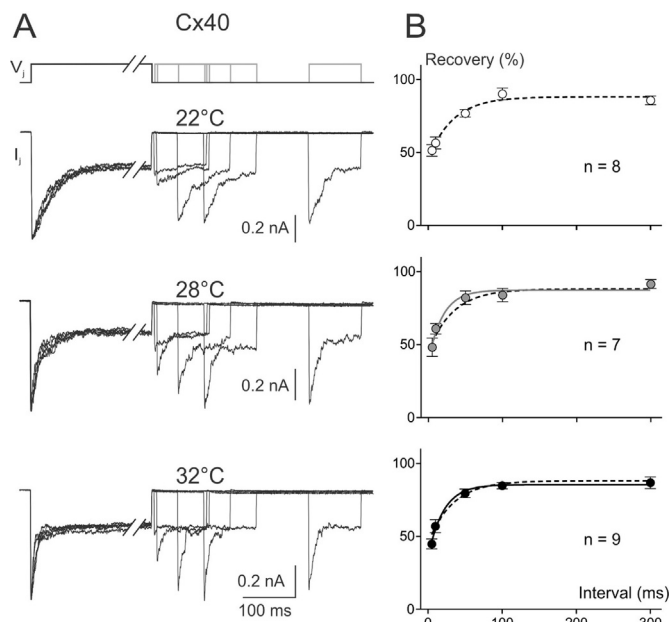 A
Cx40
B
Vj
Recovery (%)
22°C
100
Ij
50
n = 8
0.2 nA
0
28°C
100
50
n = 7
0.2 nA
0
32°C
100
50
n = 9
0.2 nA
Interval (ms)
100 ms
0
0
100
200
300